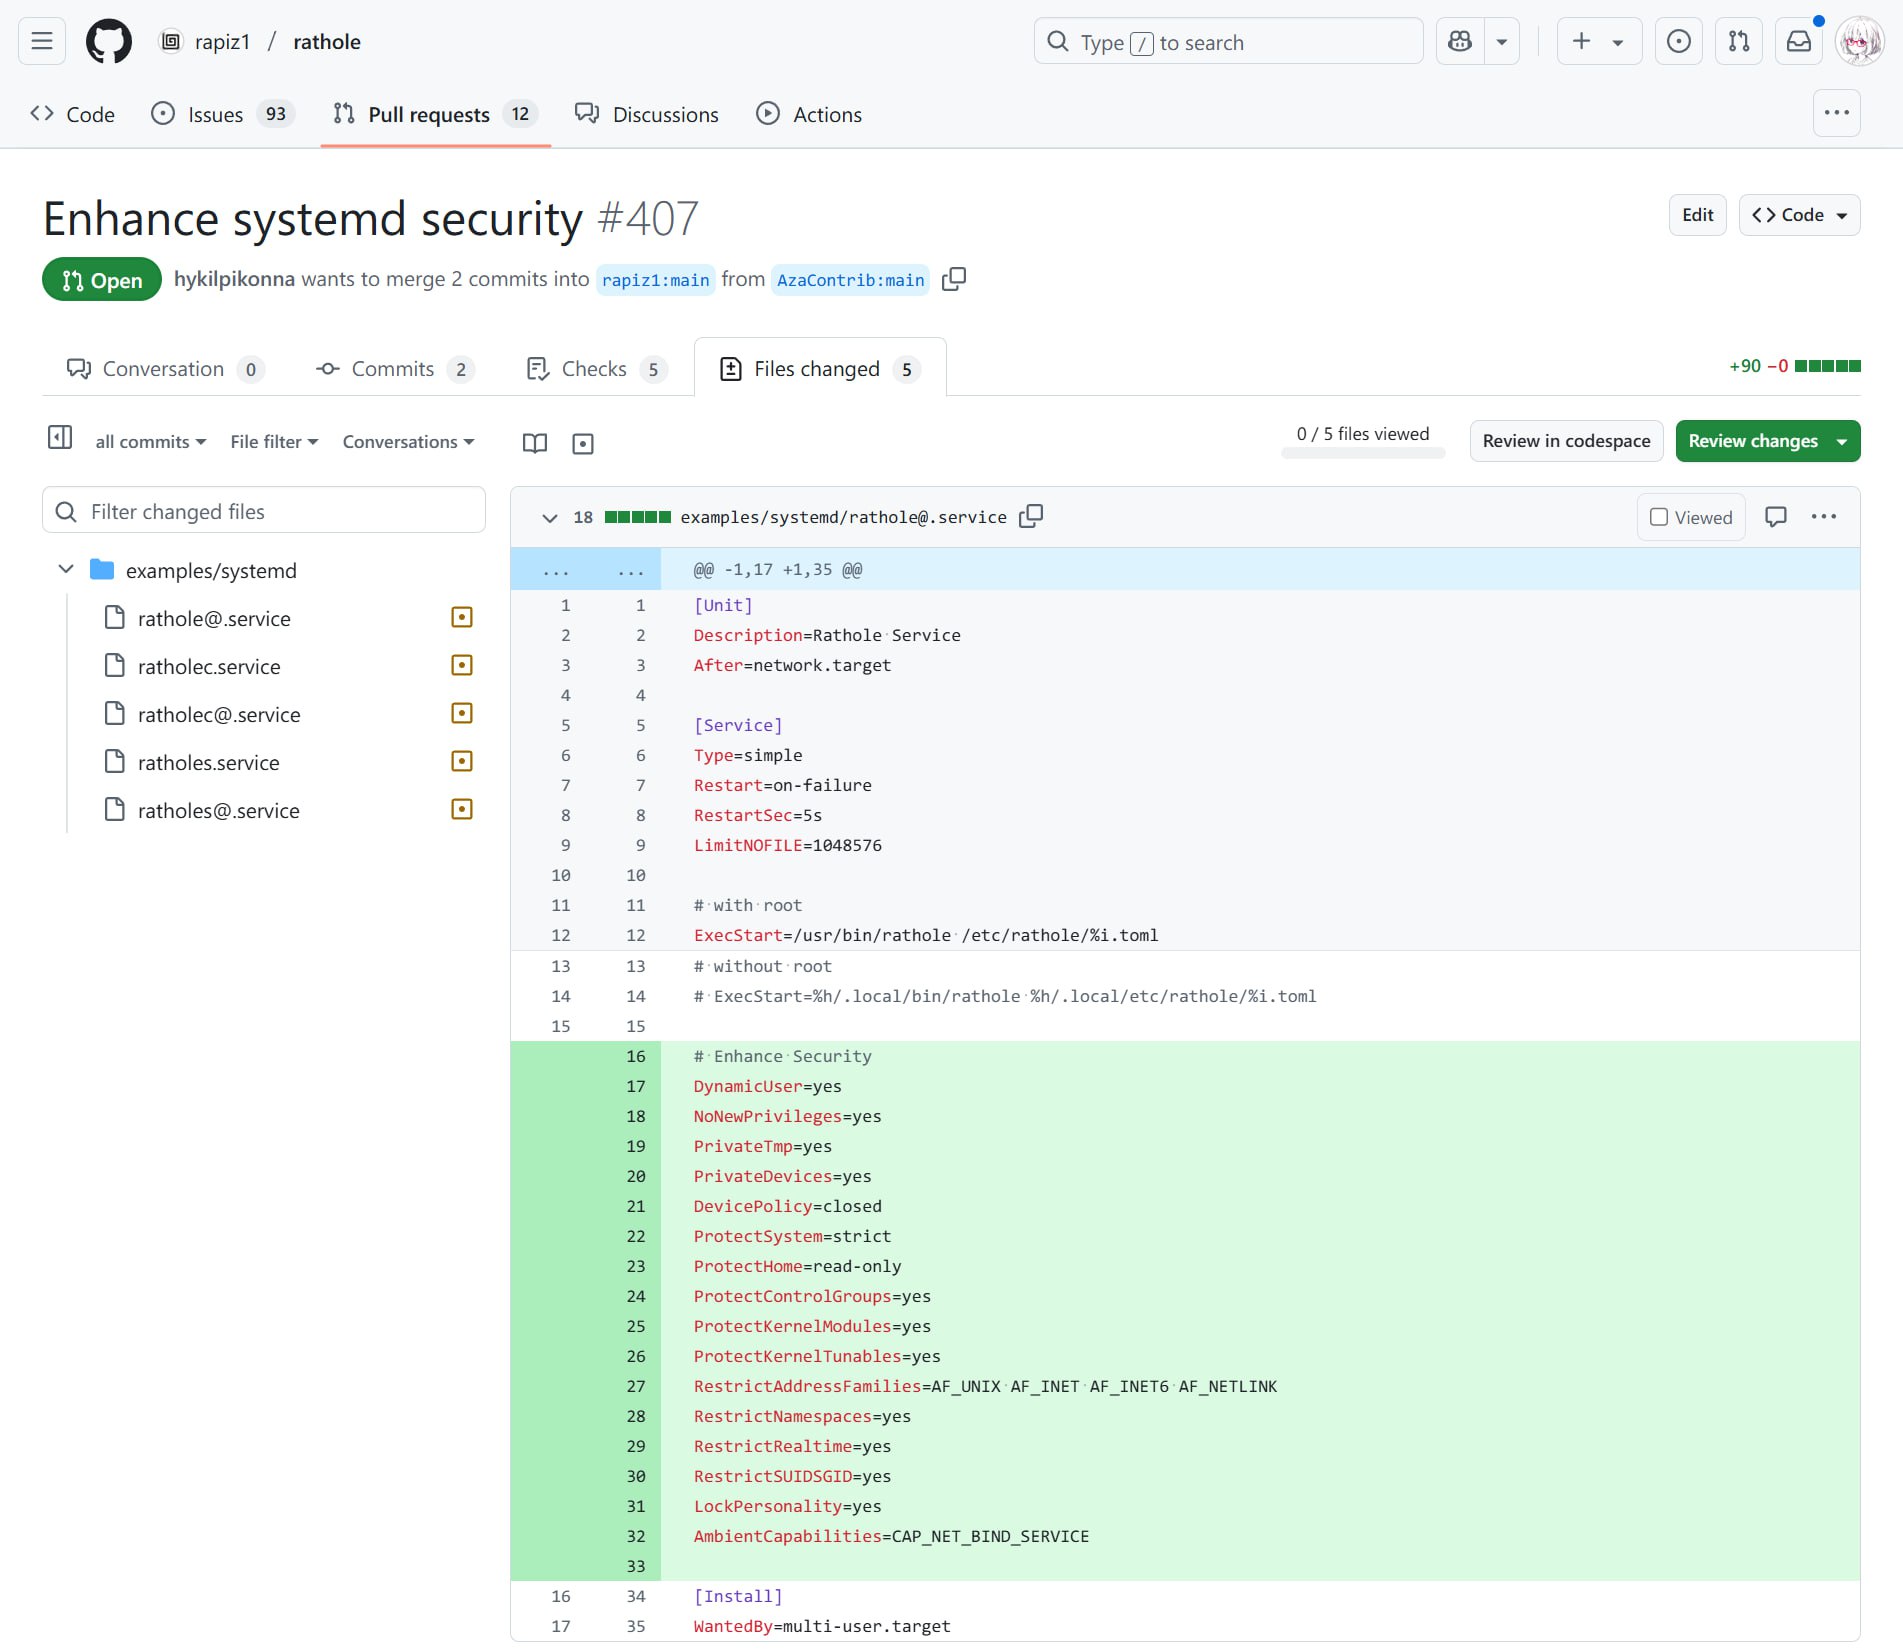 rapiz1 / rathole
Type / to search
Code
Issues 93
Pull requests 12
Discussions
Actions
Enhance systemd security #407
Edit
Code
Open
hykilpikonna wants to merge 2 commits into rapiz1:main from AzaContrib:main
Conversation 0
Commits 2
Checks 5
Files changed 5
+90 −0
all commits
File filter
Conversations
0 / 5 files viewed
Review in codespace
Review changes
Filter changed files
examples/systemd
rathole@.service
ratholec.service
ratholec@.service
ratholes.service
ratholes@.service
18 examples/systemd/rathole@.service
Viewed
... ... @@ -1,17 +1,35 @@
1 1 [Unit]
2 2 Description=Rathole Service
3 3 After=network.target
4 4
5 5 [Service]
6 6 Type=simple
7 7 Restart=on-failure
8 8 RestartSec=5s
9 9 LimitNOFILE=1048576
10 10
11 11 # with root
12 12 ExecStart=/usr/bin/rathole /etc/rathole/%i.toml
13 13 # without root
14 14 # ExecStart=%h/.local/bin/rathole %h/.local/etc/rathole/%i.toml
15 15
16 # Enhance Security
17 DynamicUser=yes
18 NoNewPrivileges=yes
19 PrivateTmp=yes
20 PrivateDevices=yes
21 DevicePolicy=closed
22 ProtectSystem=strict
23 ProtectHome=read-only
24 ProtectControlGroups=yes
25 ProtectKernelModules=yes
26 ProtectKernelTunables=yes
27 RestrictAddressFamilies=AF_UNIX AF_INET AF_INET6 AF_NETLINK
28 RestrictNamespaces=yes
29 RestrictRealtime=yes
30 RestrictSUIDSGID=yes
31 LockPersonality=yes
32 AmbientCapabilities=CAP_NET_BIND_SERVICE
33
16 34 [Install]
17 35 WantedBy=multi-user.target